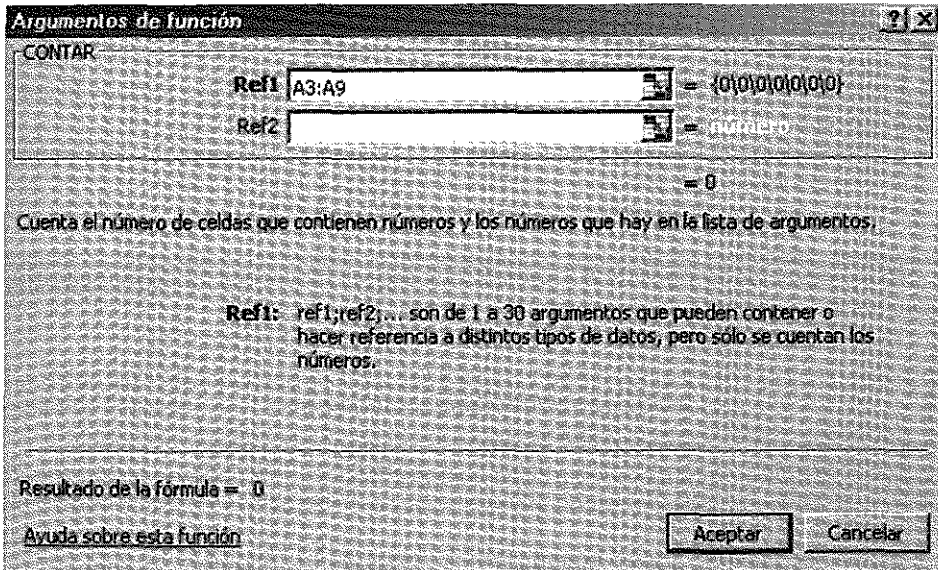 Argumentos de función
CONTAR
Ref1 A3:A9 = {0\0\0\0\0\0\0}
Ref2 = número
= 0
Cuenta el número de celdas que contienen números y los números que hay en la lista de argumentos.
Ref1: ref1;ref2;... son de 1 a 30 argumentos que pueden contener o
hacer referencia a distintos tipos de datos, pero sólo se cuentan los
números.
Resultado de la fórmula = 0
Ayuda sobre esta función
Aceptar Cancelar